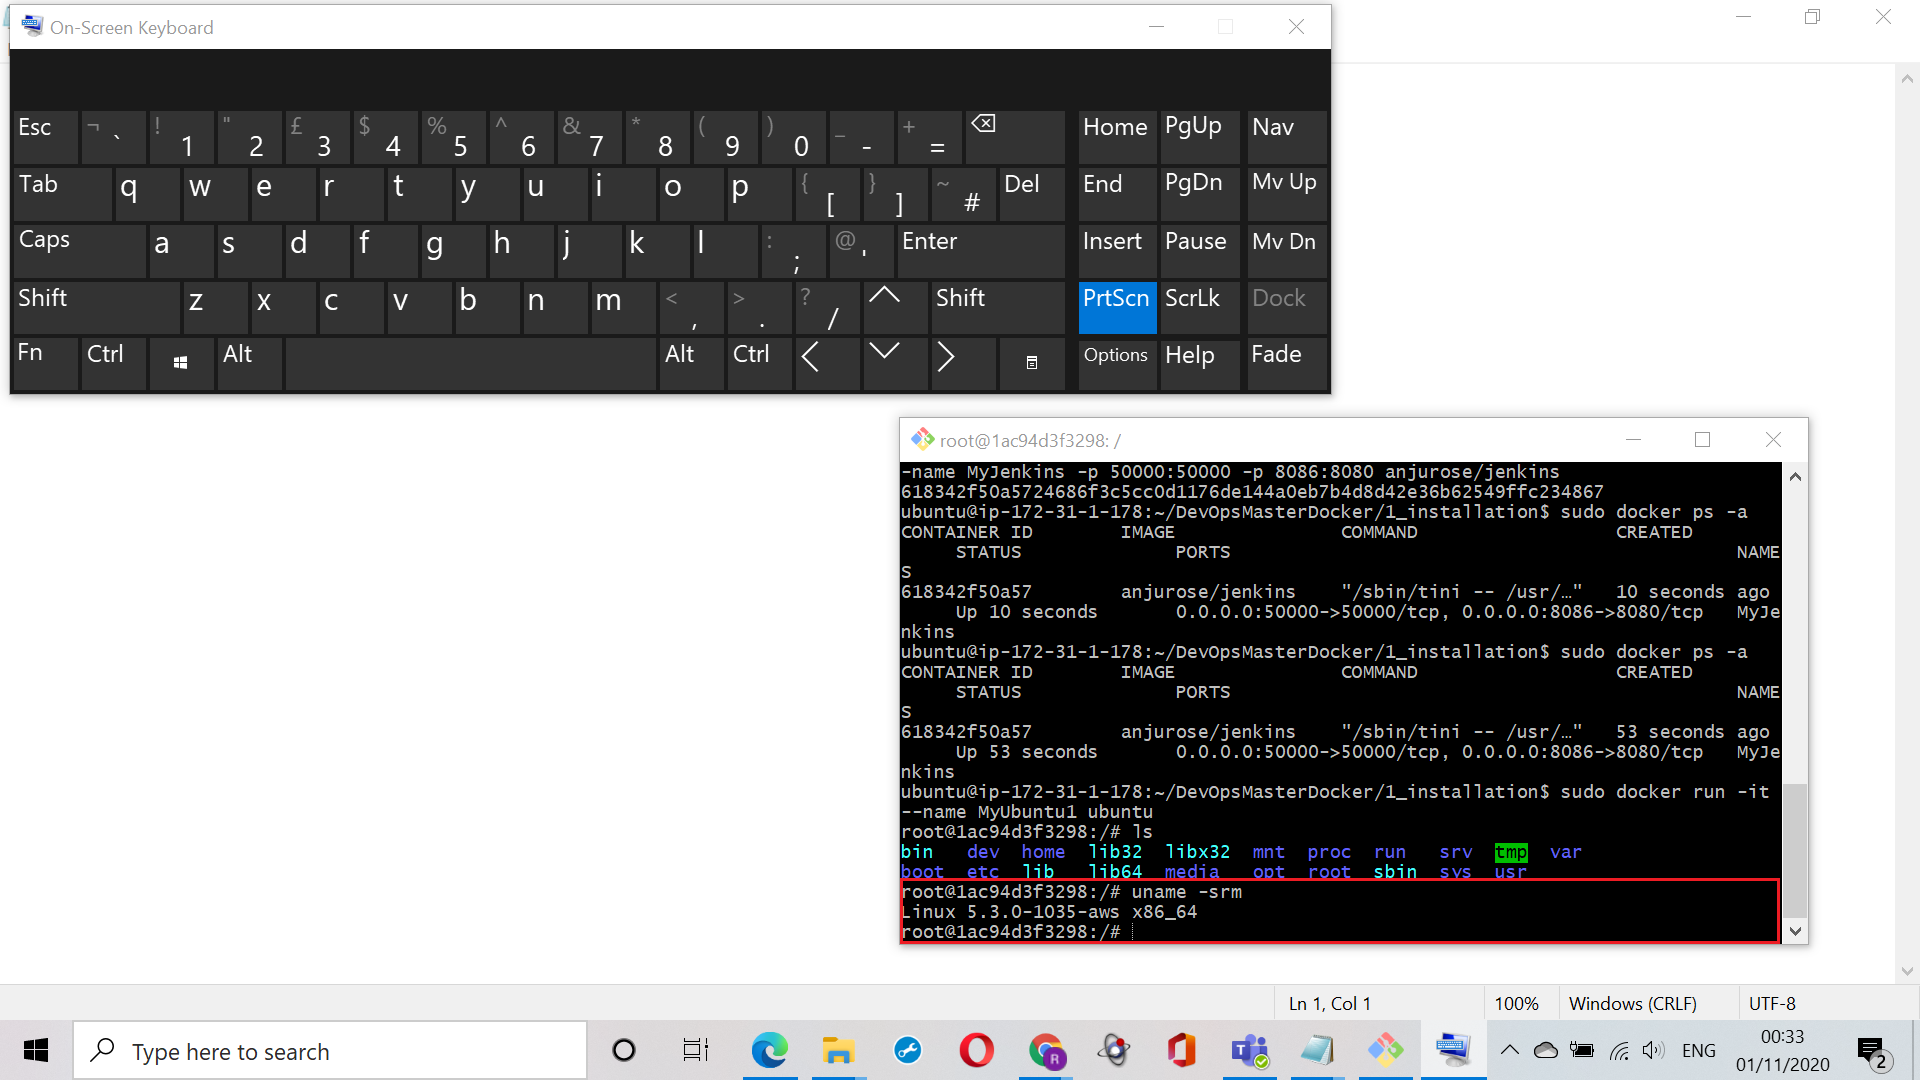 On-Screen Keyboard
Esc ¬ ` ! 1 " 2 £ 3 $ 4 % 5 ^ 6 & 7 * 8 ( 9 ) 0 _ - + = Home PgUp Nav
Tab q w e r t y u i o p { [ } ] ~ # Del End PgDn Mv Up
Caps a s d f g h j k l : ; @ ' Enter Insert Pause Mv Dn
Shift z x c v b n m < , > . ? / Shift PrtScn ScrLk Dock
Fn Ctrl Alt Alt Ctrl Options Help Fade
root@1ac94d3f3298: /
-name MyJenkins -p 50000:50000 -p 8086:8080 anjurose/jenkins
618342f50a5724686f3c5cc0d1176de144a0eb7b4d8d42e36b62549ffc234867
ubuntu@ip-172-31-1-178:~/DevOpsMasterDocker/1_installation$ sudo docker ps -a
CONTAINER ID IMAGE COMMAND CREATED
STATUS PORTS NAME
S
618342f50a57 anjurose/jenkins "/sbin/tini -- /usr/…" 10 seconds ago
Up 10 seconds 0.0.0.0:50000->50000/tcp, 0.0.0.0:8086->8080/tcp MyJe
nkins
ubuntu@ip-172-31-1-178:~/DevOpsMasterDocker/1_installation$ sudo docker ps -a
CONTAINER ID IMAGE COMMAND CREATED
STATUS PORTS NAME
S
618342f50a57 anjurose/jenkins "/sbin/tini -- /usr/…" 53 seconds ago
Up 53 seconds 0.0.0.0:50000->50000/tcp, 0.0.0.0:8086->8080/tcp MyJe
nkins
ubuntu@ip-172-31-1-178:~/DevOpsMasterDocker/1_installation$ sudo docker run -it
--name MyUbuntu1 ubuntu
root@1ac94d3f3298:/# ls
bin dev home lib32 libx32 mnt proc run srv tmp var
boot etc lib lib64 media opt root sbin sys usr
root@1ac94d3f3298:/# uname -srm
Linux 5.3.0-1035-aws x86_64
root@1ac94d3f3298:/#
Ln 1, Col 1 100% Windows (CRLF) UTF-8
Type here to search
R
ENG
00:33
01/11/2020
2